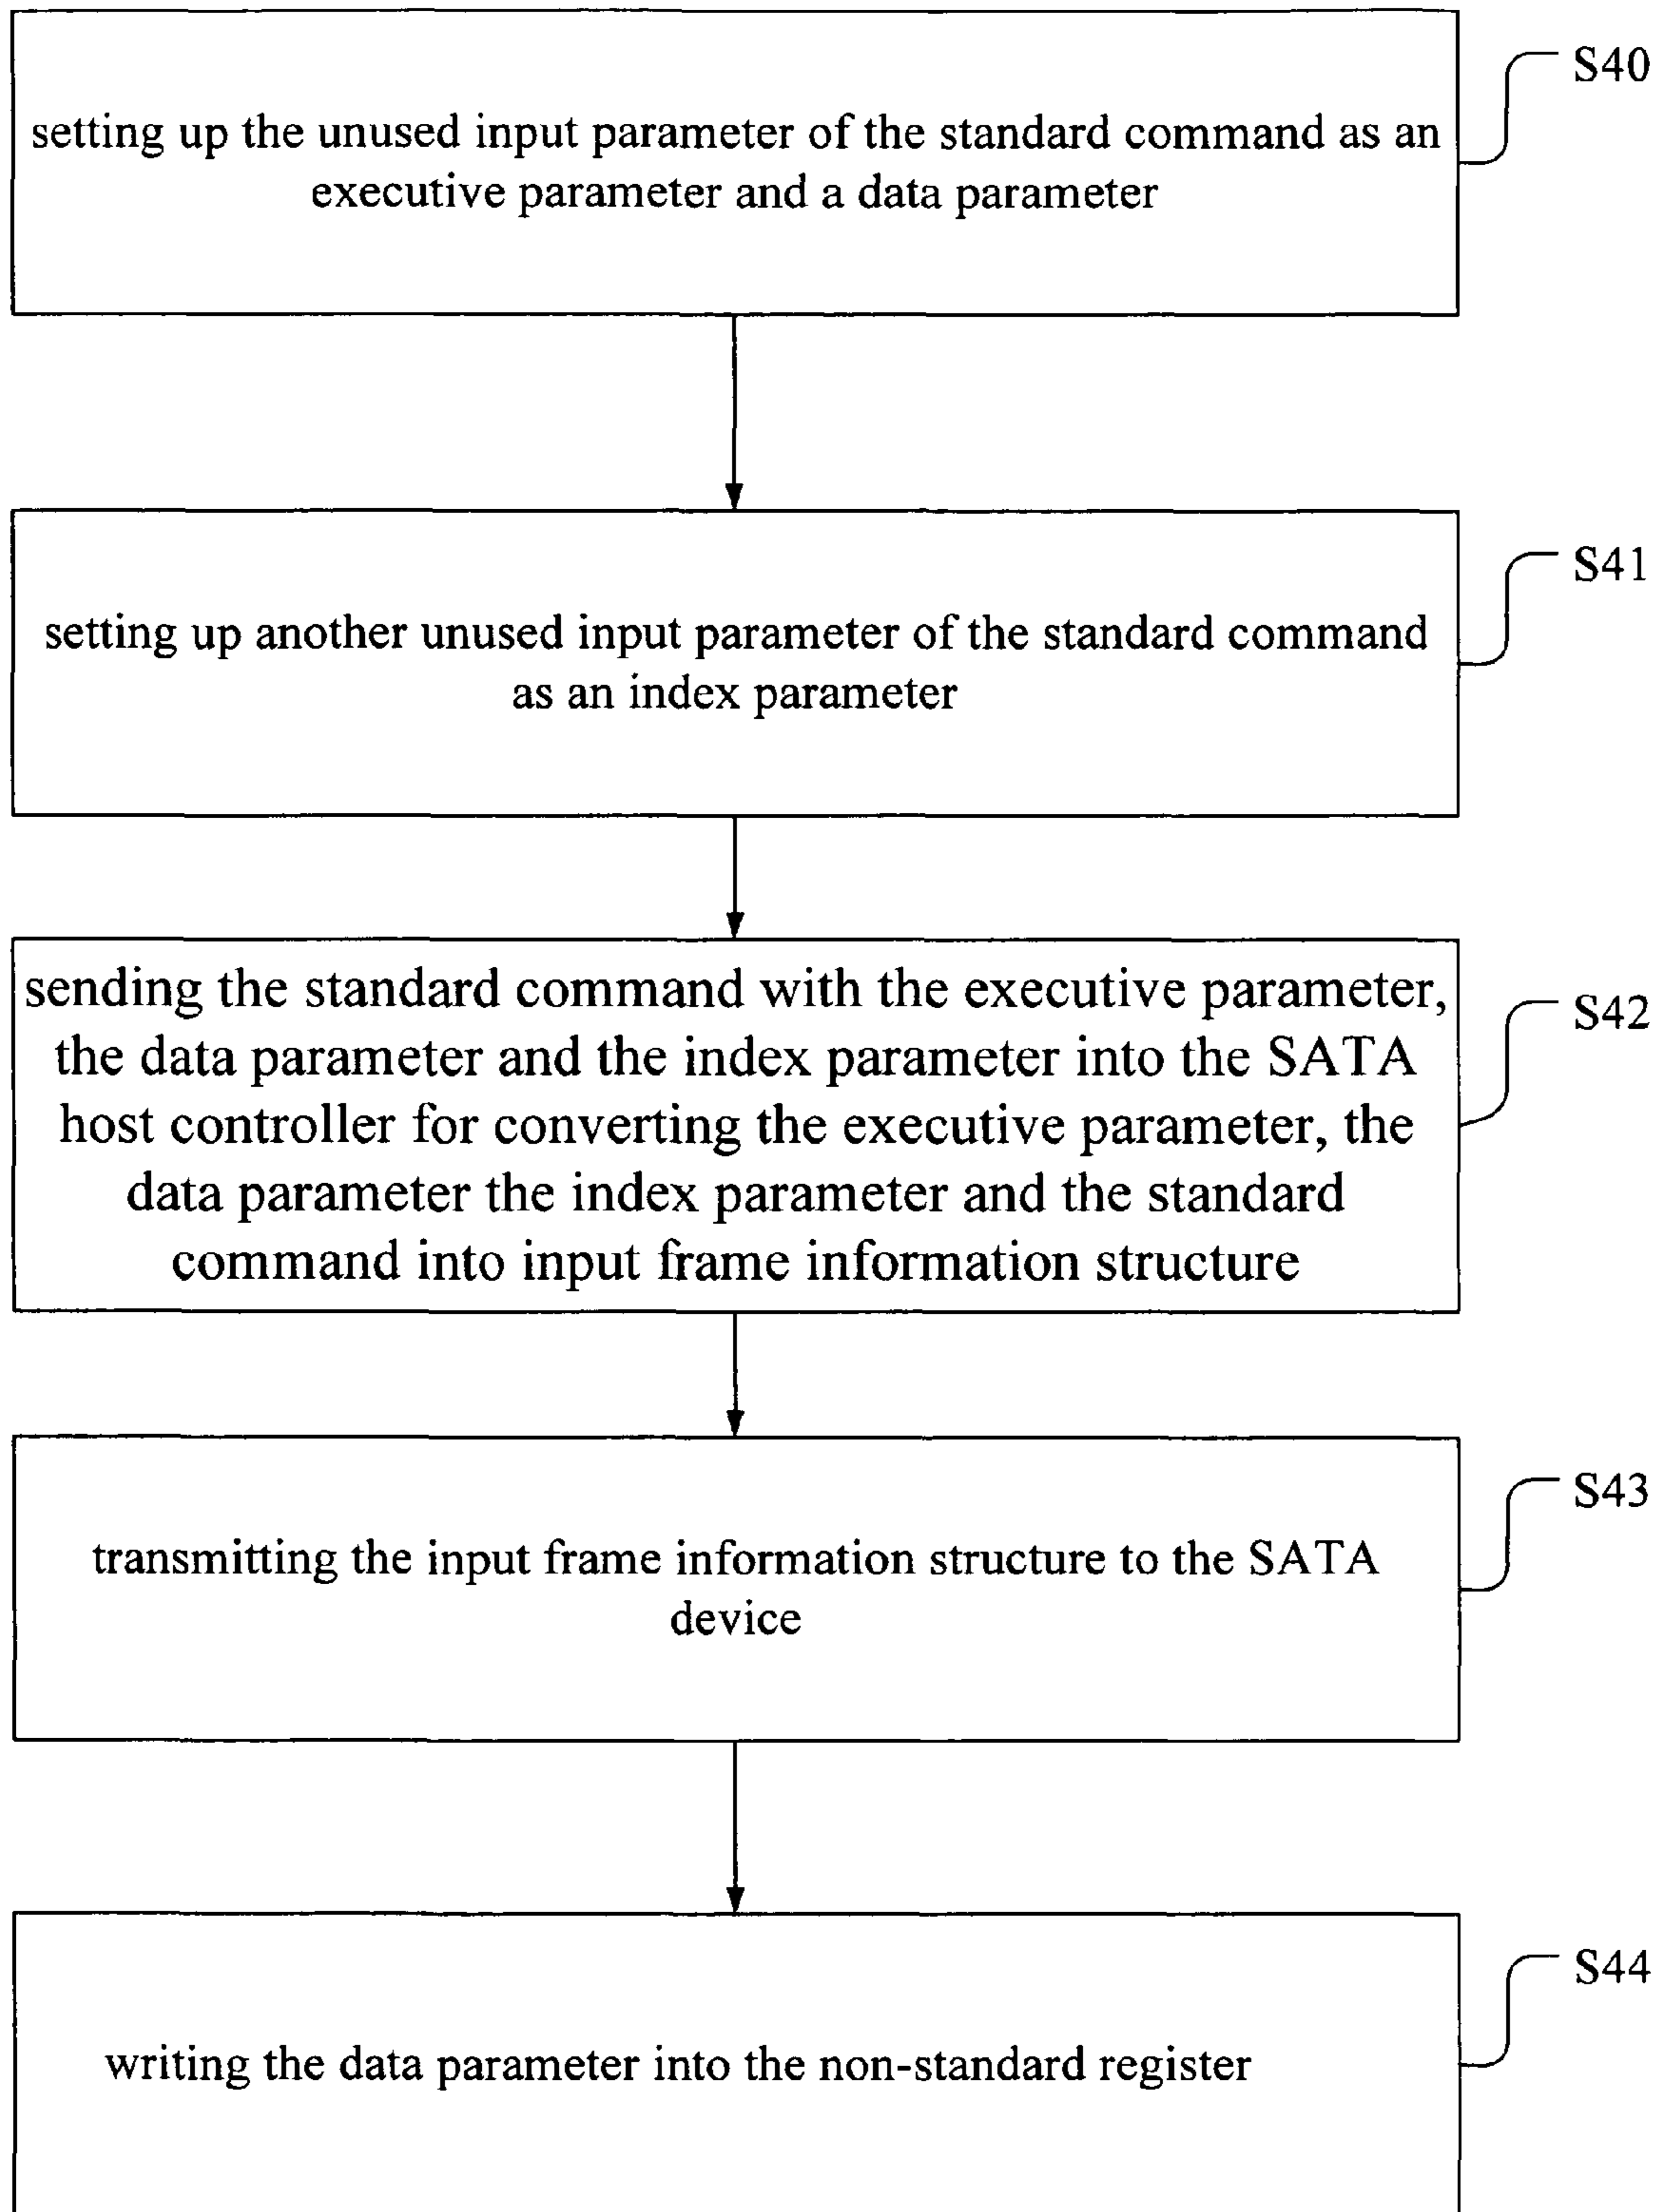 S40
setting up the unused input parameter of the standard command as an
executive parameter and a data parameter
S41
setting up another unused input parameter of the standard command
as an index parameter
S42
sending the standard command with the executive parameter,
the data parameter and the index parameter into the SATA
host controller for converting the executive parameter, the
data parameter the index parameter and the standard
command into input frame information structure
S43
transmitting the input frame information structure to the SATA
device
S44
writing the data parameter into the non-standard register